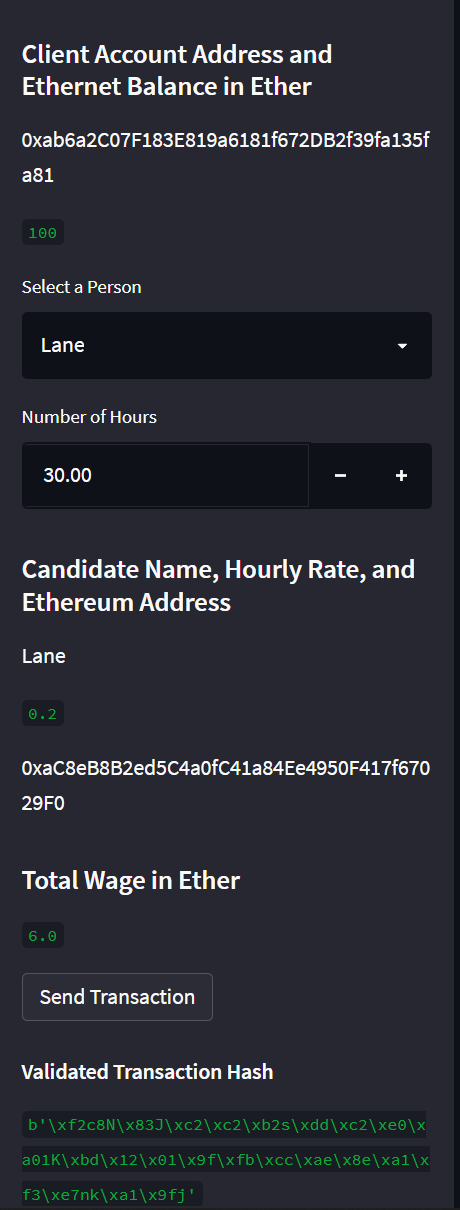 Client Account Address and
Ethernet Balance in Ether
0xab6a2C07F183E819a6181f672DB2f39fa135f
a81
100
Select a Person
Lane
Number of Hours
30.00
Candidate Name, Hourly Rate, and
Ethereum Address
Lane
0.2
0xaC8eB8B2ed5C4a0fC41a84Ee4950F417f670
29F0
Total Wage in Ether
6.0
Send Transaction
Validated Transaction Hash
b'\xf2c8N\x83J\xc2\xc2\xb2s\xdd\xc2\xe0\x
a01K\xbd\x12\x01\x9f\xfb\xcc\xae\x8e\xa1\x
f3\xe7nk\xa1\x9fj'